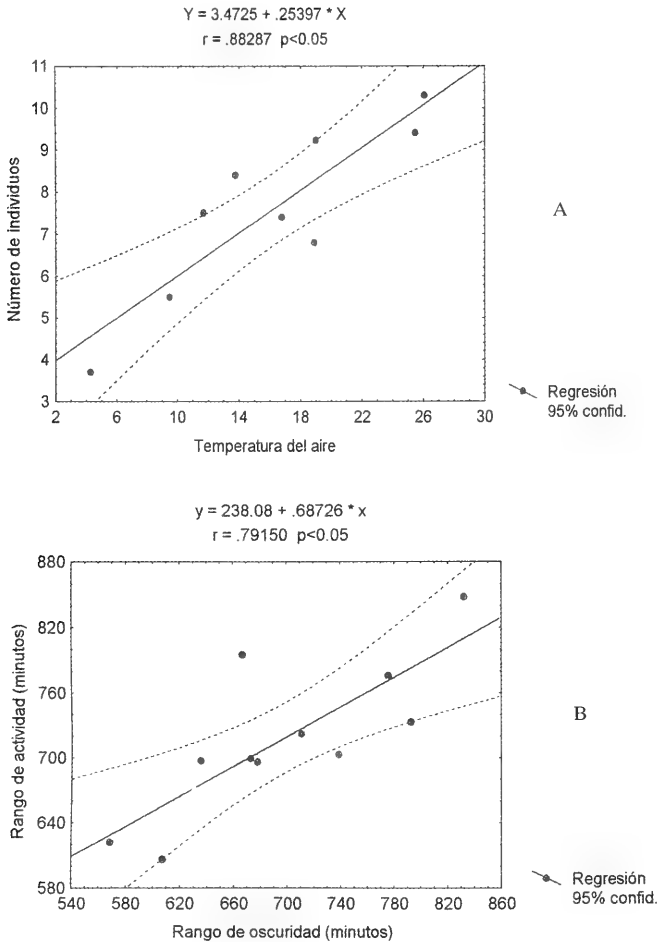 Y = 3.4725 + .25397 * X
r = .88287  p<0.05
11
10
9
8
7
6
5
4
3
Número de individuos
2 6 10 14 18 22 26 30
Temperatura del aire
A
Regresión
95% confid.
y = 238.08 + .68726 * x
r = .79150  p<0.05
880
820
760
700
640
580
Rango de actividad (minutos)
540 580 620 660 700 740 780 820 860
Rango de oscuridad (minutos)
B
Regresión
95% confid.